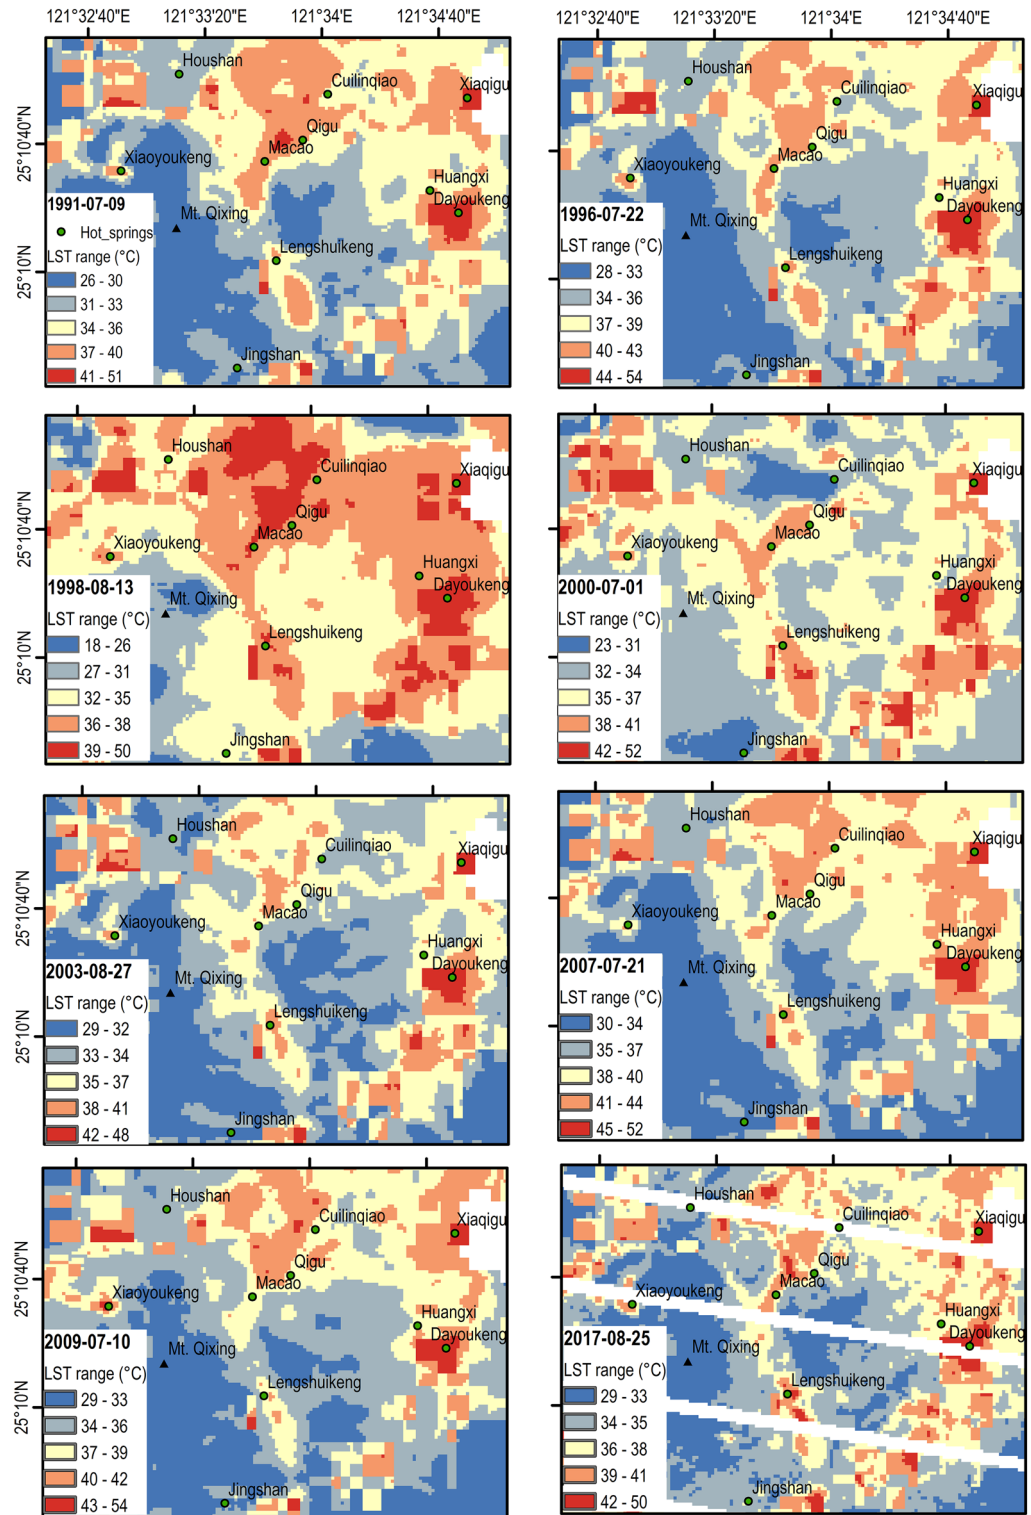 121°32'40"E 121°33'20"E 121°34'E 121°34'40"E
121°32'40"E 121°33'20"E 121°34'E 121°34'40"E
25°10'40"N
25°10'N
Houshan
Cuilinqiao
Xiaqigu
Qigu
Macao
Xiaoyoukeng
Huangxi
Dayoukeng
Mt. Qixing
Lengshuikeng
Jingshan
1991-07-09
Hot_springs
LST range (°C)
26 - 30
31 - 33
34 - 36
37 - 40
41 - 51
Houshan
Cuilinqiao
Xiaqigu
Qigu
Macao
Xiaoyoukeng
Huangxi
Dayoukeng
Mt. Qixing
Lengshuikeng
Jingshan
1996-07-22
LST range (°C)
28 - 33
34 - 36
37 - 39
40 - 43
44 - 54
25°10'40"N
25°10'N
Houshan
Cuilinqiao
Xiaqigu
Qigu
Macao
Xiaoyoukeng
Huangxi
Dayoukeng
Mt. Qixing
Lengshuikeng
Jingshan
1998-08-13
LST range (°C)
18 - 26
27 - 31
32 - 35
36 - 38
39 - 50
Houshan
Cuilinqiao
Xiaqigu
Qigu
Macao
Xiaoyoukeng
Huangxi
Dayoukeng
Mt. Qixing
Lengshuikeng
Jingshan
2000-07-01
LST range (°C)
23 - 31
32 - 34
35 - 37
38 - 41
42 - 52
25°10'40"N
25°10'N
Houshan
Cuilinqiao
Xiaqigu
Qigu
Macao
Xiaoyoukeng
Huangxi
Dayoukeng
Mt. Qixing
Lengshuikeng
Jingshan
2003-08-27
LST range (°C)
29 - 32
33 - 34
35 - 37
38 - 41
42 - 48
Houshan
Cuilinqiao
Xiaqigu
Qigu
Macao
Xiaoyoukeng
Huangxi
Dayoukeng
Mt. Qixing
Lengshuikeng
Jingshan
2007-07-21
LST range (°C)
30 - 34
35 - 37
38 - 40
41 - 44
45 - 52
25°10'40"N
25°10'N
Houshan
Cuilinqiao
Xiaqigu
Qigu
Macao
Xiaoyoukeng
Huangxi
Dayoukeng
Mt. Qixing
Lengshuikeng
Jingshan
2009-07-10
LST range (°C)
29 - 33
34 - 36
37 - 39
40 - 42
43 - 54
Houshan
Cuilinqiao
Xiaqigu
Qigu
Macao
Xiaoyoukeng
Huangxi
Dayoukeng
Mt. Qixing
Lengshuikeng
Jingshan
2017-08-25
LST range (°C)
29 - 33
34 - 35
36 - 38
39 - 41
42 - 50